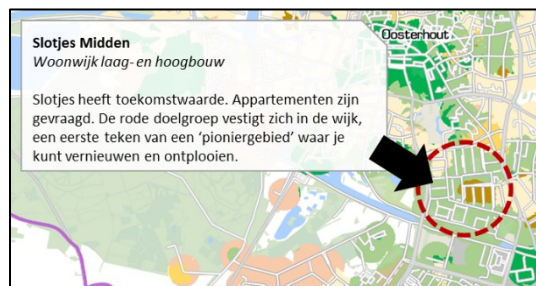 Slotjes Midden
Woonwijk laag- en hoogbouw
Slotjes heeft toekomstwaarde. Appartementen zijn
gevraagd. De rode doelgroep vestigt zich in de wijk,
een eerste teken van een ‘pioniergebied’ waar je
kunt vernieuwen en ontplooien.
Oosterhout